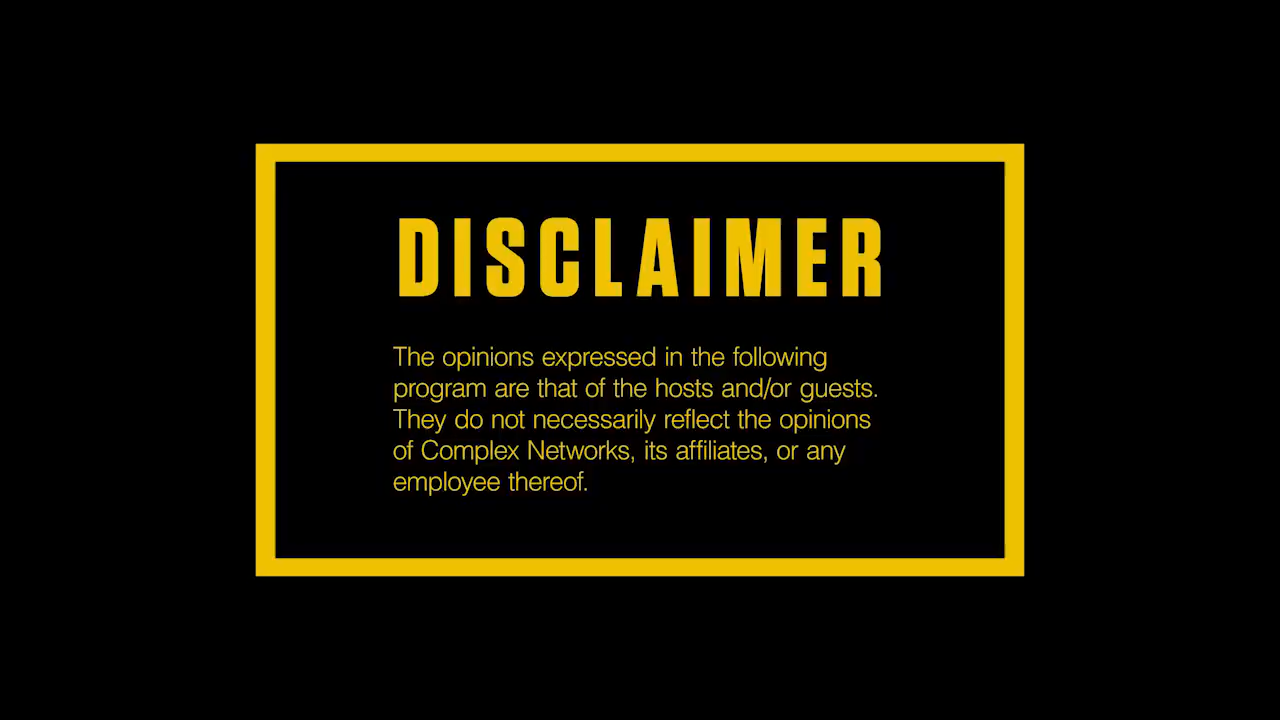 DISCLAIMER
The opinions expressed in the following
program are that of the hosts and/or guests.
They do not necessarily reflect the opinions
of Complex Networks, its affiliates, or any
employee thereof.